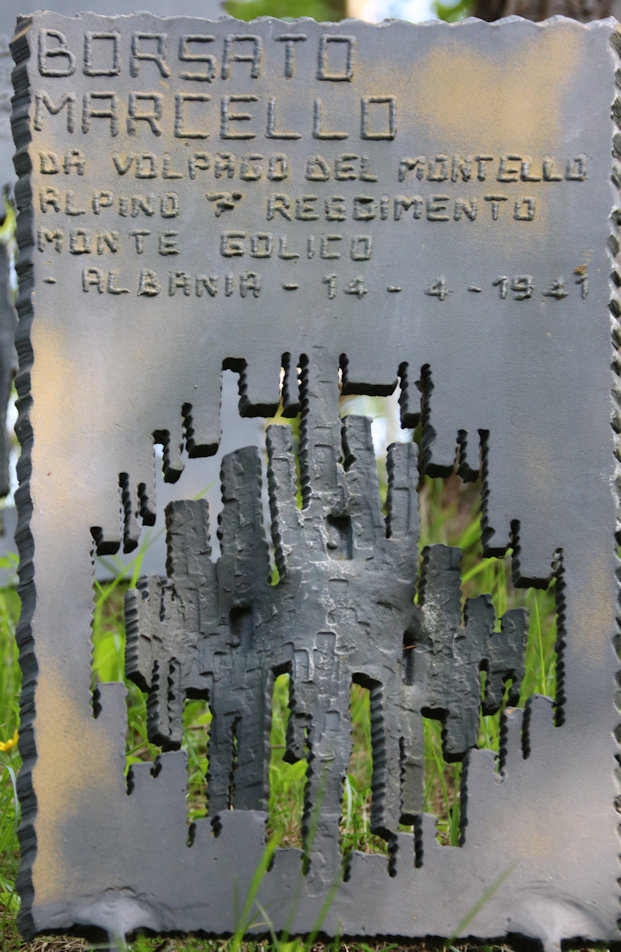 BORSATO
MARCELLO
DA VOLPAGO DEL MONTELLO
ALPINO 7° REGGIMENTO
MONTE GOLICO
- ALBANIA - 14 - 4 - 1941